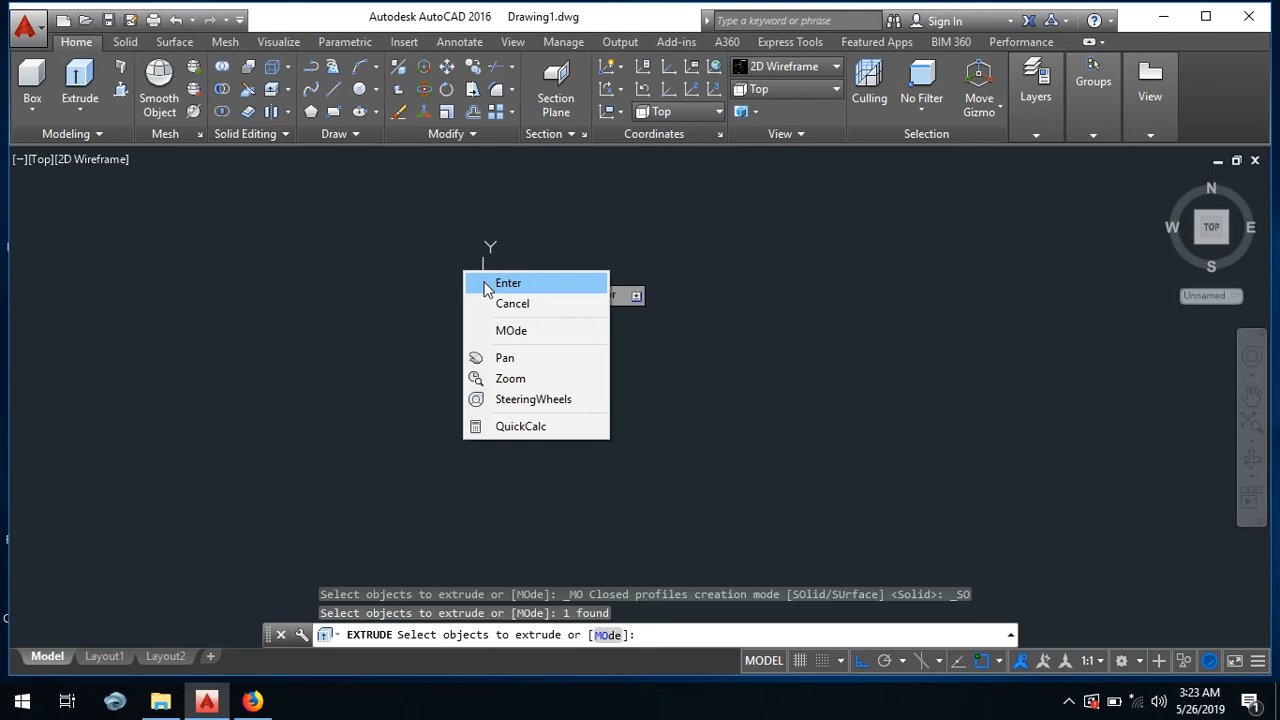 Autodesk AutoCAD 2016 Drawing1.dwg
Type a keyword or phrase
Sign In
Home Solid Surface Mesh Visualize Parametric Insert Annotate View Manage Output Add-ins A360 Express Tools Featured Apps BIM 360 Performance
Box
Extrude
Smooth
Object
Section
Plane
Top
2D Wireframe
Top
Culling
No Filter
Move
Gizmo
Layers
Groups
View
Modeling
Mesh
Solid Editing
Draw
Modify
Section
Coordinates
View
Selection
[−][Top][2D Wireframe]
N
W
TOP
E
S
Unnamed
Y
Enter
Cancel
MOde
Pan
Zoom
SteeringWheels
QuickCalc
Select objects to extrude or [MOde]: _MO Closed profiles creation mode [SOlid/SUrface] <Solid>: _SO
Select objects to extrude or [MOde]: 1 found
EXTRUDE Select objects to extrude or [MOde]:
Model Layout1 Layout2
MODEL
1:1
3:23 AM
5/26/2019
1